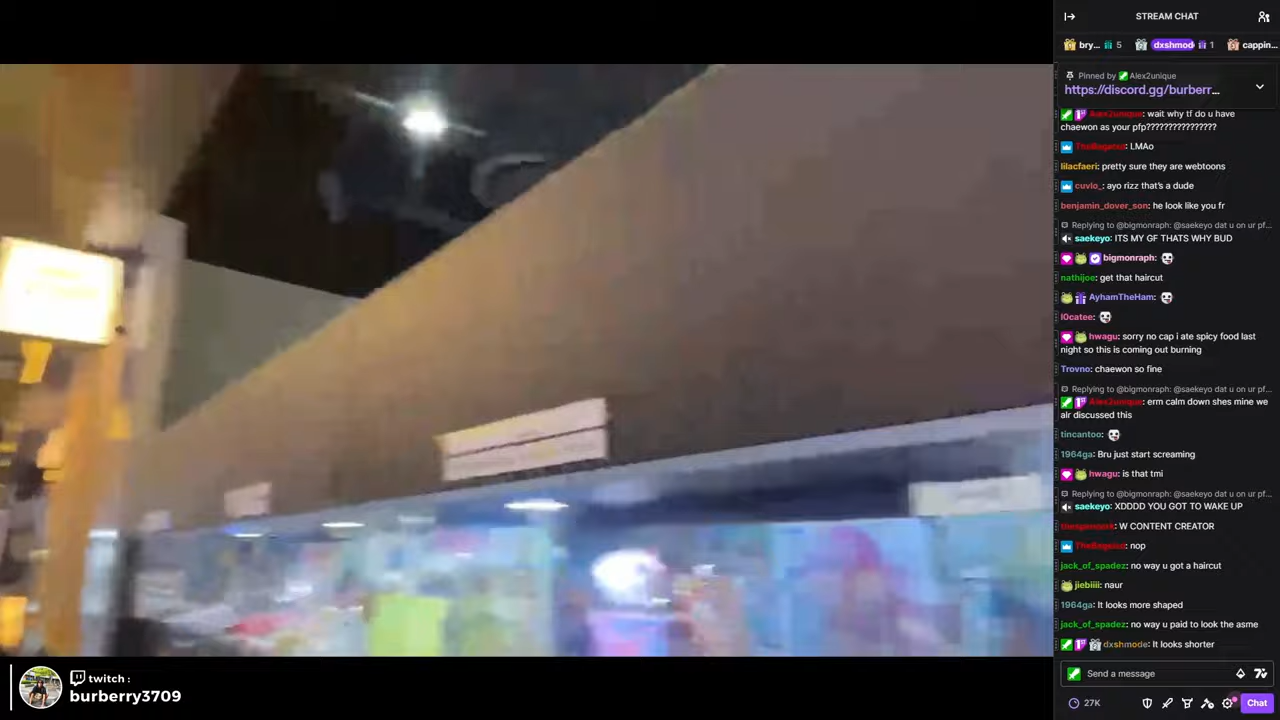 STREAM CHAT
bry... 5
dxshmod 1
cappin...
Pinned by Alex2unique
https://discord.gg/burberr...
Alex2unique: wait why tf do u have
chaewon as your pfp????????????????
LMAo
lilacfaeri: pretty sure they are webtoons
cuvlo_: ayo rizz that's a dude
benjamin_dover_son: he look like you fr
Replying to @bigmonraph: @saekeyo dat u on ur pf...
saekeyo: ITS MY GF THATS WHY BUD
bigmonraph:
nathijoe: get that haircut
AyhamTheHam:
l0catee:
hwagu: sorry no cap i ate spicy food last
night so this is coming out burning
Trovno: chaewon so fine
Replying to @bigmonraph: @saekeyo dat u on ur pf...
Alex2unique: erm calm down shes mine we
alr discussed this
tincantoo:
1964ga: Bru just start screaming
hwagu: is that tmi
Replying to @bigmonraph: @saekeyo dat u on ur pf...
saekeyo: XDDDD YOU GOT TO WAKE UP
W CONTENT CREATOR
nop
jack_of_spadez: no way u got a haircut
jiebiiii: naur
1964ga: It looks more shaped
jack_of_spadez: no way u paid to look the asme
dxshmode: It looks shorter
Send a message
27K
Chat
twitch :
burberry3709